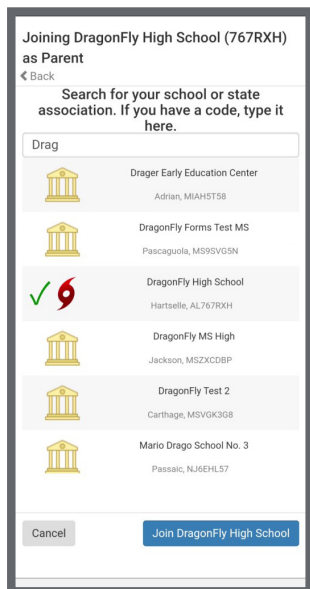 Joining DragonFly High School (767RXH)
as Parent
Back
Search for your school or state
association. If you have a code, type it
here.
Drag
Drager Early Education Center
Adrian, MIAH5T58
DragonFly Forms Test MS
Pascaguola, MS9SVG5N
DragonFly High School
Hartselle, AL767RXH
DragonFly MS High
Jackson, MSZXCDBP
DragonFly Test 2
Carthage, MSVGK3G8
Mario Drago School No. 3
Passaic, NJ6EHL57
Cancel
Join DragonFly High School